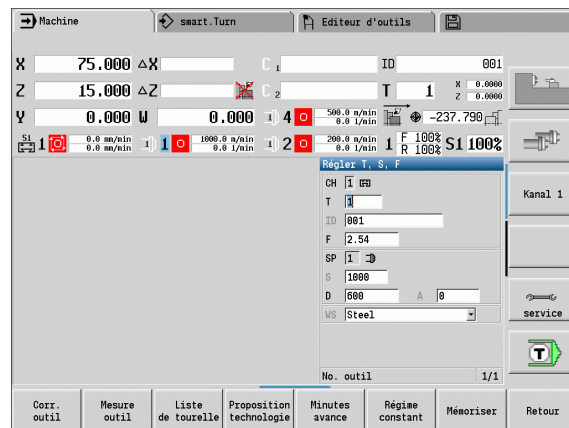 Machine smart.Turn Editeur d'outils
X 75.000 △X C 1 ID 001
Z 15.000 △Z C 2 T 1 X 0.0000 Z 0.0000
Y 0.000 W 0.000 4 500.0 m/min 0.0 1/min -237.790
S1 1 0.0 mm/min 0.0 m/min 1 1000.0 m/min 0.0 1/min 2 200.0 m/min 0.0 1/min 1 F 100% R 100% S1 100%
Régler T, S, F
CH 1
T 1
ID 001
F 2.54
SP 1
S 1000
D 600 A 0
WS Steel
No. outil 1/1
Kanal 1
service
T
Corr. outil
Mesure outil
Liste de tourelle
Proposition technologie
Minutes avance
Régime constant
Mémoriser
Retour